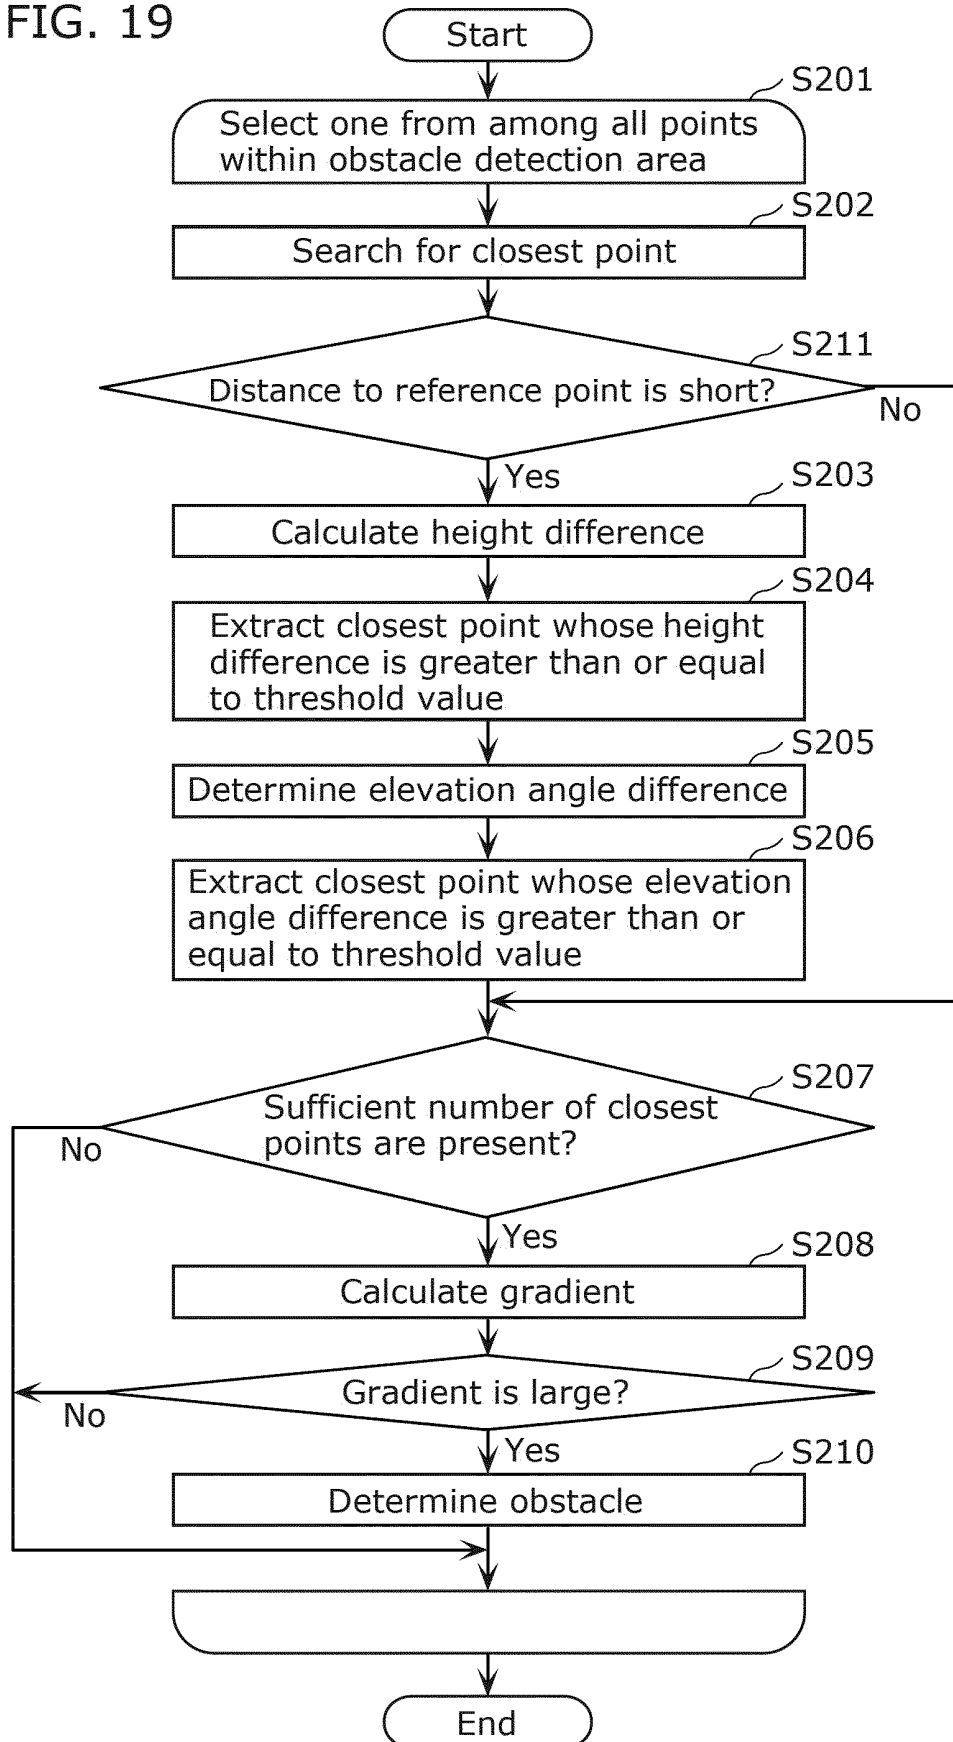 FIG. 19
Start
S201
Select one from among all points
within obstacle detection area
S202
Search for closest point
S211
Distance to reference point is short?
No
Yes
S203
Calculate height difference
S204
Extract closest point whose height
difference is greater than or equal
to threshold value
S205
Determine elevation angle difference
S206
Extract closest point whose elevation
angle difference is greater than or
equal to threshold value
S207
Sufficient number of closest
points are present?
No
Yes
S208
Calculate gradient
S209
Gradient is large?
No
Yes
S210
Determine obstacle
End